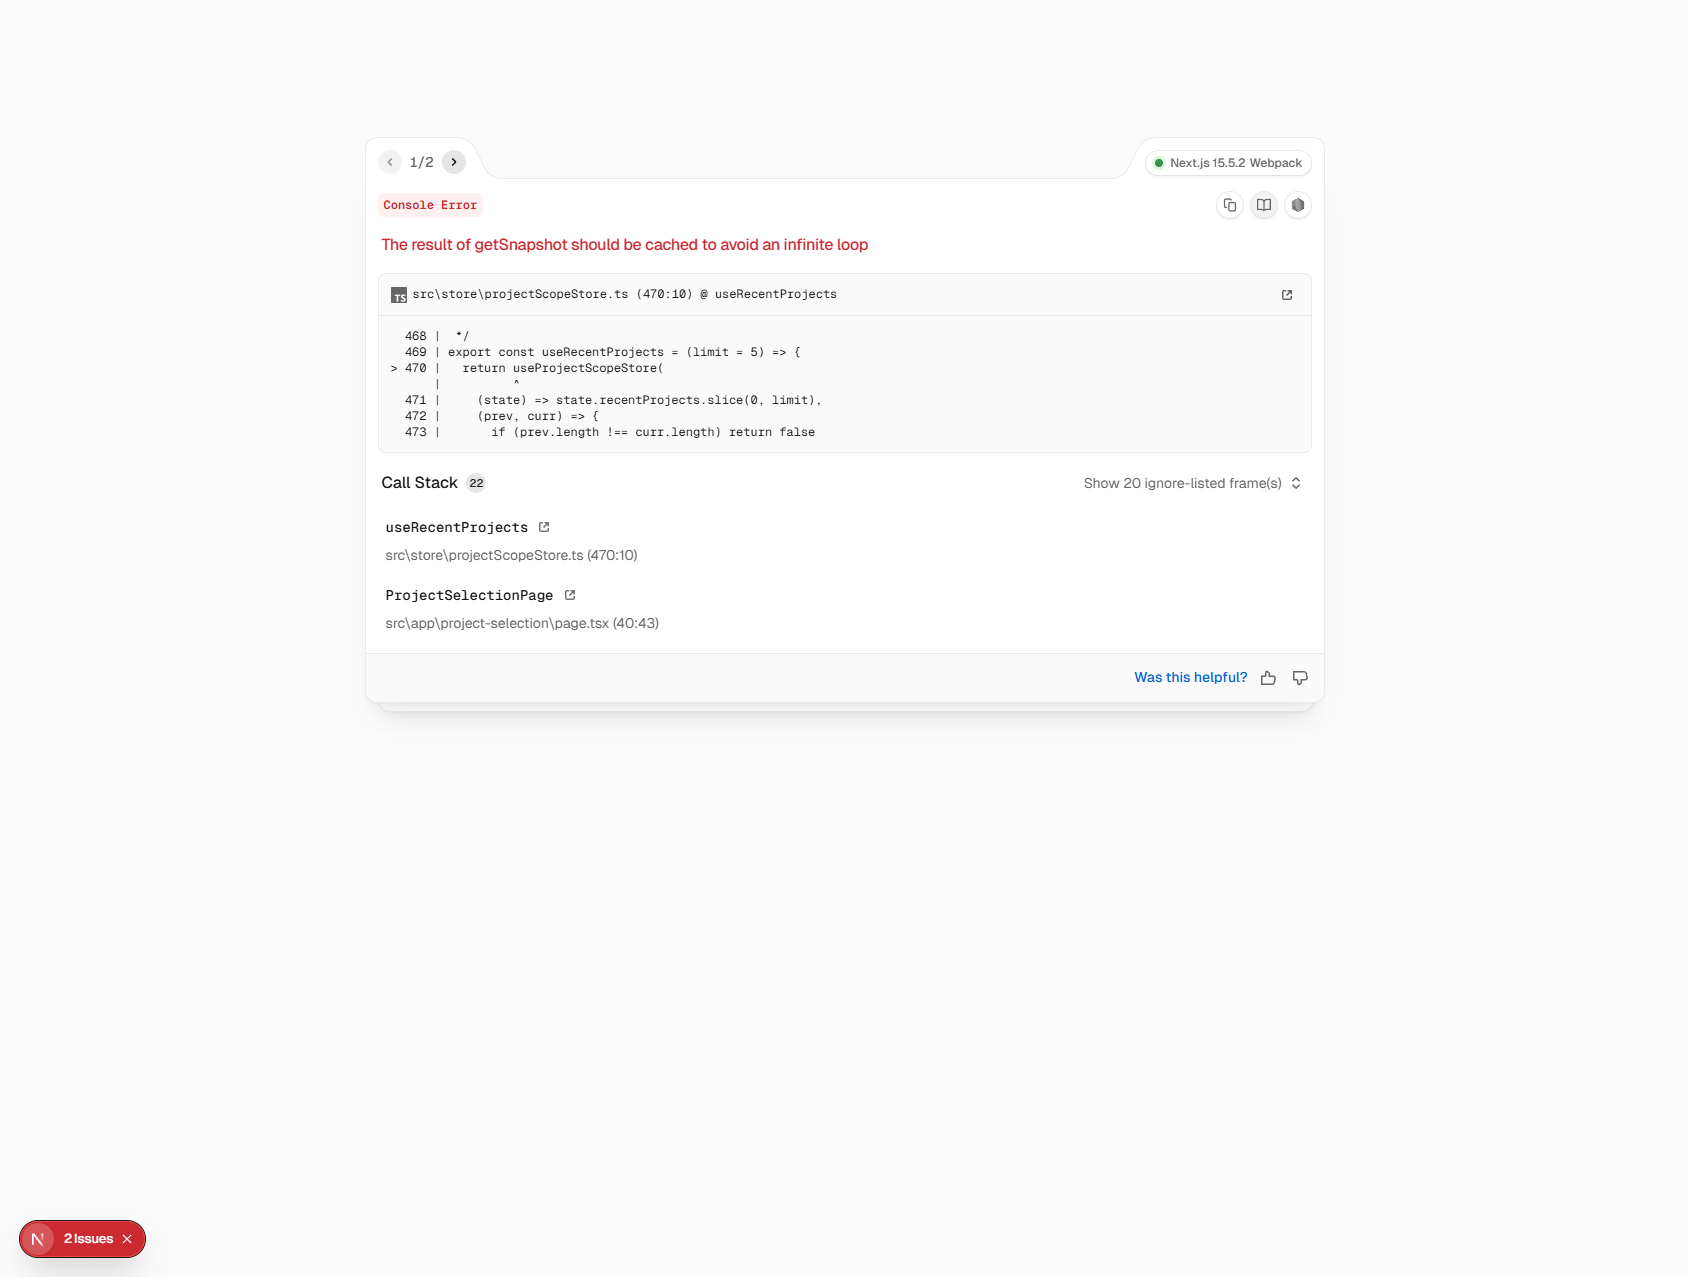 1/2
Next.js 15.5.2 Webpack
Console Error
The result of getSnapshot should be cached to avoid an infinite loop
TS src\store\projectScopeStore.ts (470:10) @ useRecentProjects
468 |  */
469 | export const useRecentProjects = (limit = 5) => {
> 470 |   return useProjectScopeStore(
|          ^
471 |     (state) => state.recentProjects.slice(0, limit),
472 |     (prev, curr) => {
473 |       if (prev.length !== curr.length) return false
Call Stack 22
Show 20 ignore-listed frame(s)
useRecentProjects
src\store\projectScopeStore.ts (470:10)
ProjectSelectionPage
src\app\project-selection\page.tsx (40:43)
Was this helpful?
N 2 Issues